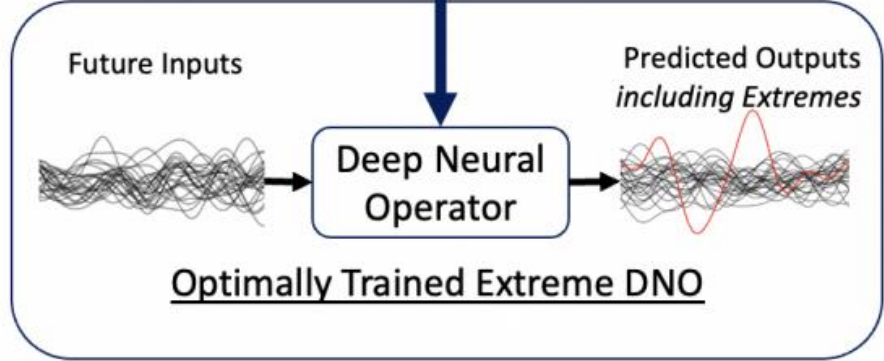 Future Inputs
Predicted Outputs
including Extremes
Deep Neural
Operator
Optimally Trained Extreme DNO